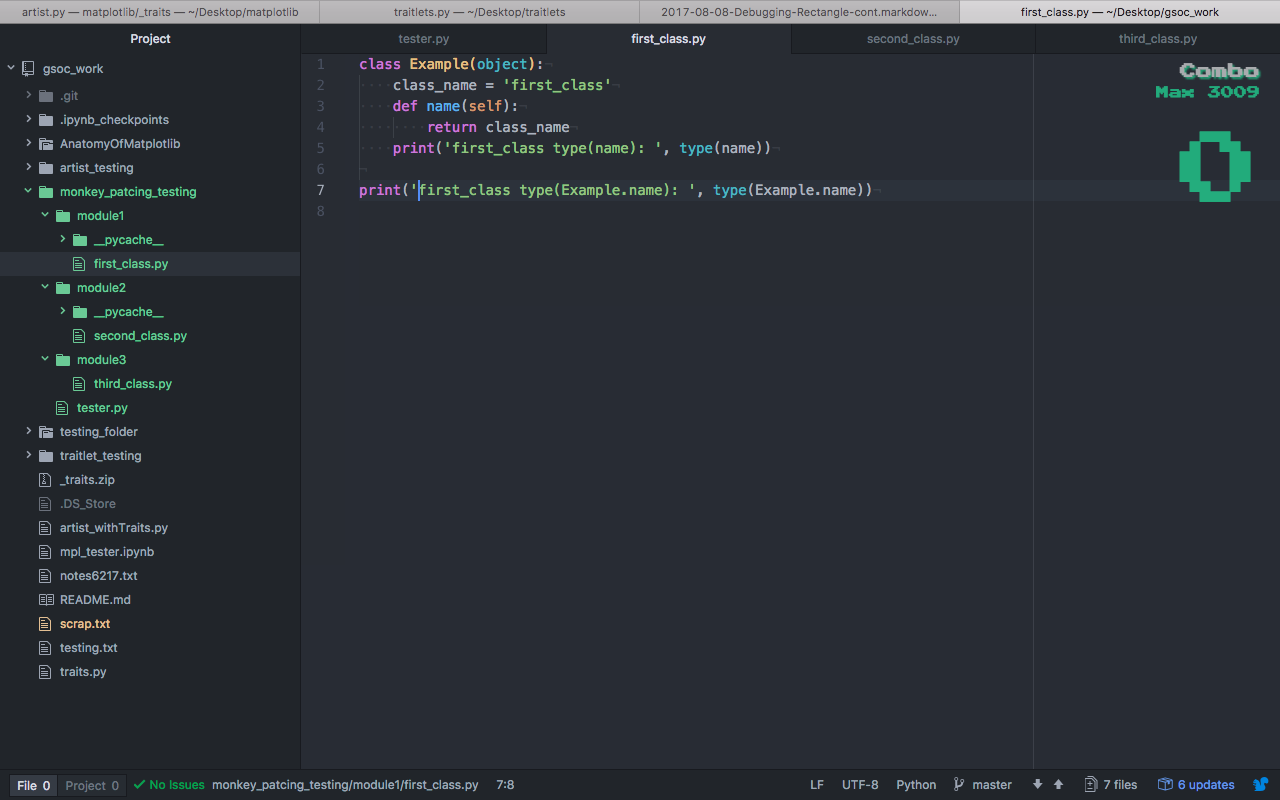 artist.py — matplotlib/_traits — ~/Desktop/matplotlib
traitlets.py — ~/Desktop/traitlets
2017-08-08-Debugging-Rectangle-cont.markdow...
first_class.py — ~/Desktop/gsoc_work
Project
tester.py
first_class.py
second_class.py
third_class.py
gsoc_work
.git
.ipynb_checkpoints
AnatomyOfMatplotlib
artist_testing
monkey_patcing_testing
module1
__pycache__
first_class.py
module2
__pycache__
second_class.py
module3
third_class.py
tester.py
testing_folder
traitlet_testing
_traits.zip
.DS_Store
artist_withTraits.py
mpl_tester.ipynb
notes6217.txt
README.md
scrap.txt
testing.txt
traits.py
1 class Example(object):
2 class_name = 'first_class'
3 def name(self):
4 return class_name
5 print('first_class type(name): ', type(name))
6
7 print('first_class type(Example.name): ', type(Example.name))
8
Combo
Max 3009
0
File 0 Project 0 No Issues monkey_patcing_testing/module1/first_class.py 7:8 LF UTF-8 Python master 7 files 6 updates